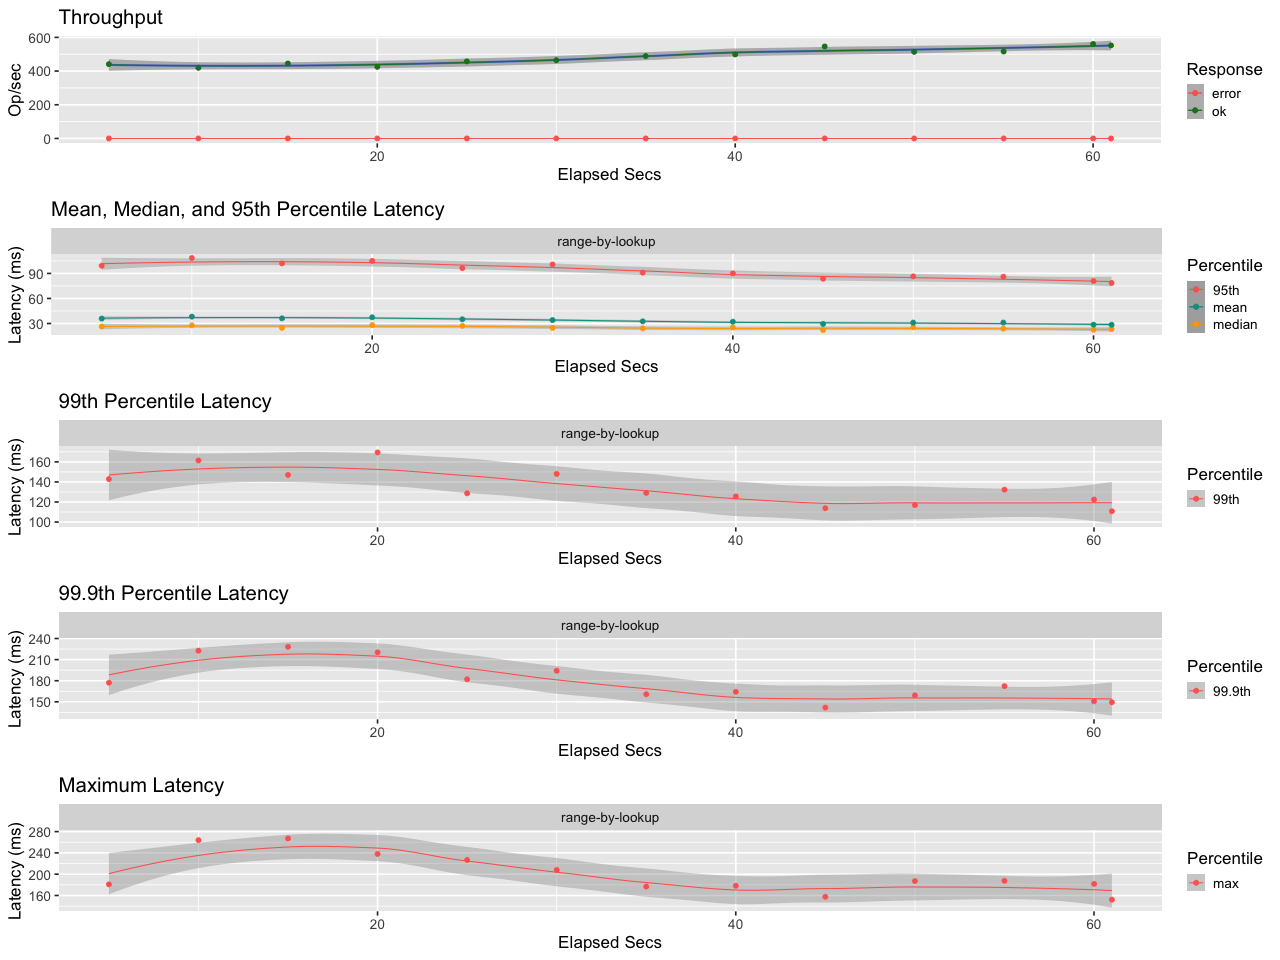 Throughput
600
400
200
0
Op/sec
20
40
60
Elapsed Secs
Response
error
ok
Mean, Median, and 95th Percentile Latency
range-by-lookup
90
60
30
Latency (ms)
20
40
60
Elapsed Secs
Percentile
95th
mean
median
99th Percentile Latency
range-by-lookup
160
140
120
100
Latency (ms)
20
40
60
Elapsed Secs
Percentile
99th
99.9th Percentile Latency
range-by-lookup
240
210
180
150
Latency (ms)
20
40
60
Elapsed Secs
Percentile
99.9th
Maximum Latency
range-by-lookup
280
240
200
160
Latency (ms)
20
40
60
Elapsed Secs
Percentile
max